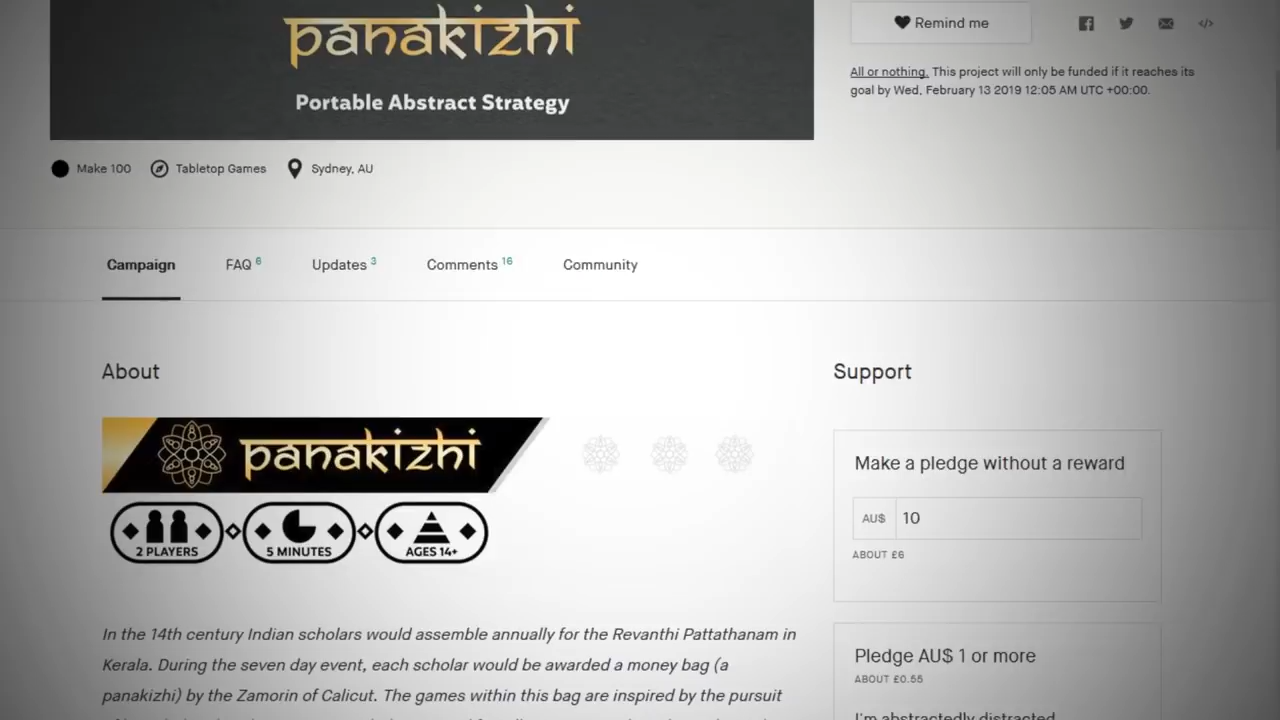 panakizhi
Portable Abstract Strategy
Remind me
All or nothing. This project will only be funded if it reaches its
goal by Wed, February 13 2019 12:05 AM UTC +00:00.
Make 100
Tabletop Games
Sydney, AU
Campaign
FAQ 6
Updates 3
Comments 16
Community
About
Support
panakizhi
2 PLAYERS
5 MINUTES
AGES 14+
Make a pledge without a reward
AU$ 10
ABOUT £6
In the 14th century Indian scholars would assemble annually for the Revanthi Pattathanam in
Kerala. During the seven day event, each scholar would be awarded a money bag (a
panakizhi) by the Zamorin of Calicut. The games within this bag are inspired by the pursuit
Pledge AU$ 1 or more
ABOUT £0.55
I'm abstractedly distracted